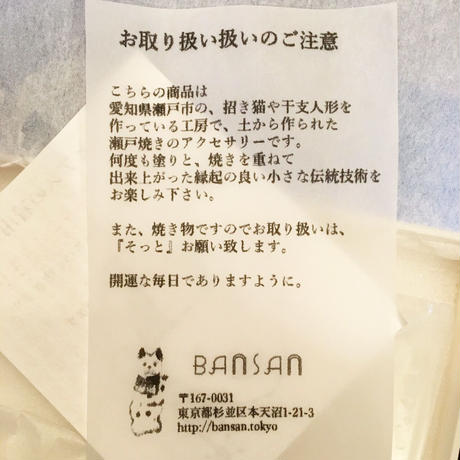 お取り扱い扱いのご注意
こちらの商品は
愛知県瀬戸市の、招き猫や干支人形を
作っている工房で、土から作られた
瀬戸焼きのアクセサリーです。
何度も塗りと、焼きを重ねて
出来上がった縁起の良い小さな伝統技術を
お楽しみ下さい。
また、焼き物ですのでお取り扱いは、
『そっと』お願い致します。
開運な毎日でありますように。
BANSAN
〒167-0031
東京都杉並区本天沼1-21-3
http://bansan.tokyo